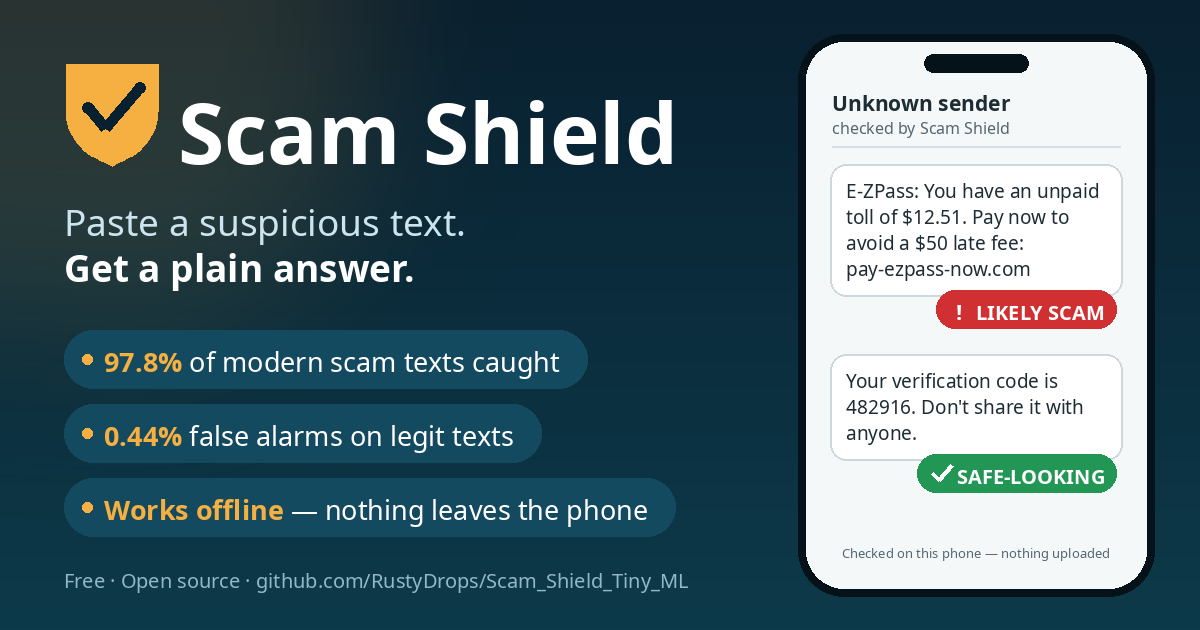 Scam Shield
Paste a suspicious text.
Get a plain answer.
97.8% of modern scam texts caught
0.44% false alarms on legit texts
Works offline — nothing leaves the phone
Free · Open source · github.com/RustyDrops/Scam_Shield_Tiny_ML
Unknown sender
checked by Scam Shield
E-ZPass: You have an unpaid
toll of $12.51. Pay now to
avoid a $50 late fee:
pay-ezpass-now.com
! LIKELY SCAM
Your verification code is
482916. Don't share it with
anyone.
SAFE-LOOKING
Checked on this phone — nothing uploaded